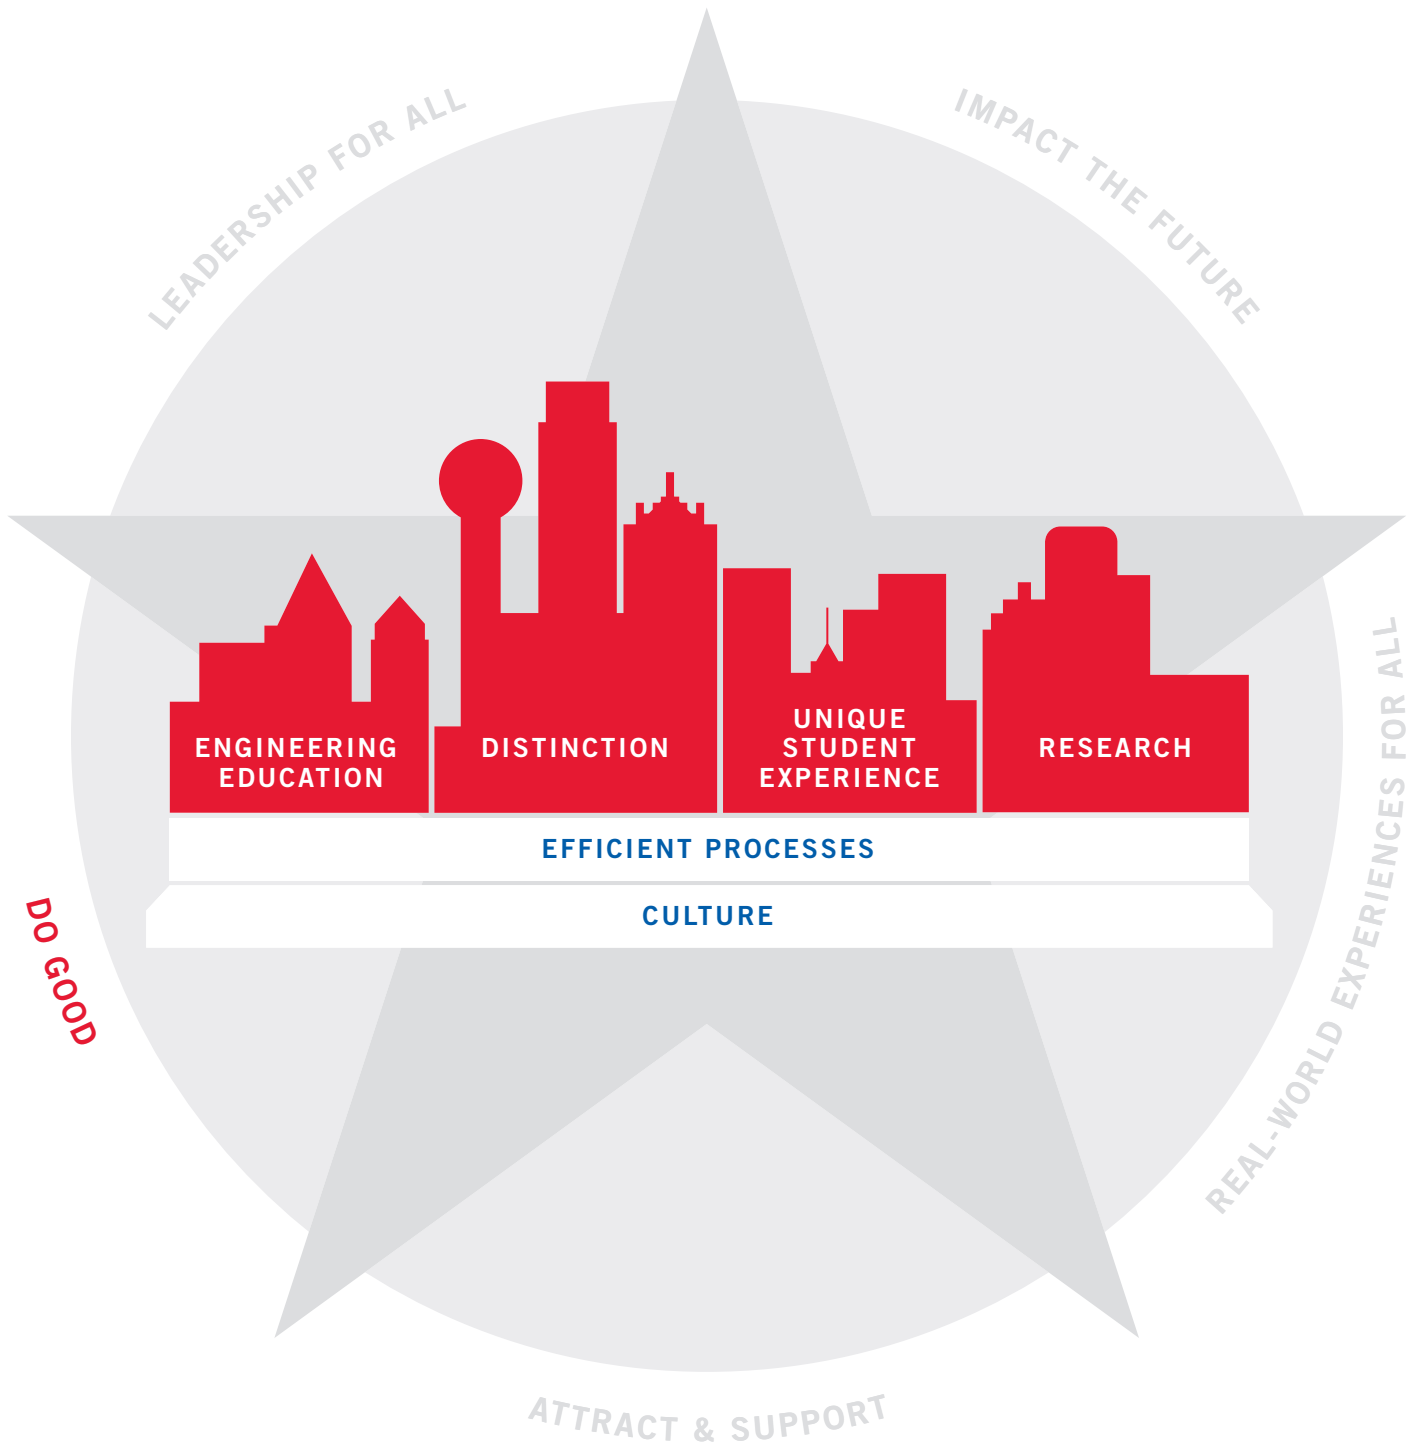 LEADERSHIP FOR ALL
IMPACT THE FUTURE
ENGINEERING
EDUCATION
DISTINCTION
UNIQUE
STUDENT
EXPERIENCE
RESEARCH
EFFICIENT PROCESSES
CULTURE
DO GOOD
REAL-WORLD EXPERIENCES FOR ALL
ATTRACT & SUPPORT